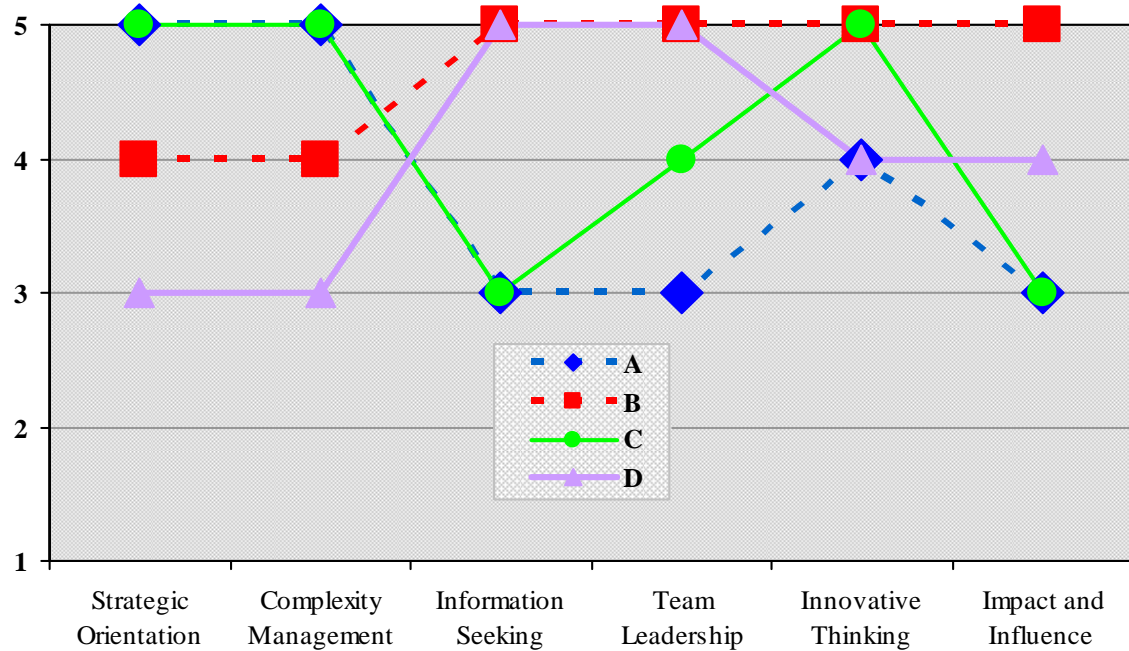 5
4
3
2
1
A
B
C
D
Strategic Orientation
Complexity Management
Information Seeking
Team Leadership
Innovative Thinking
Impact and Influence